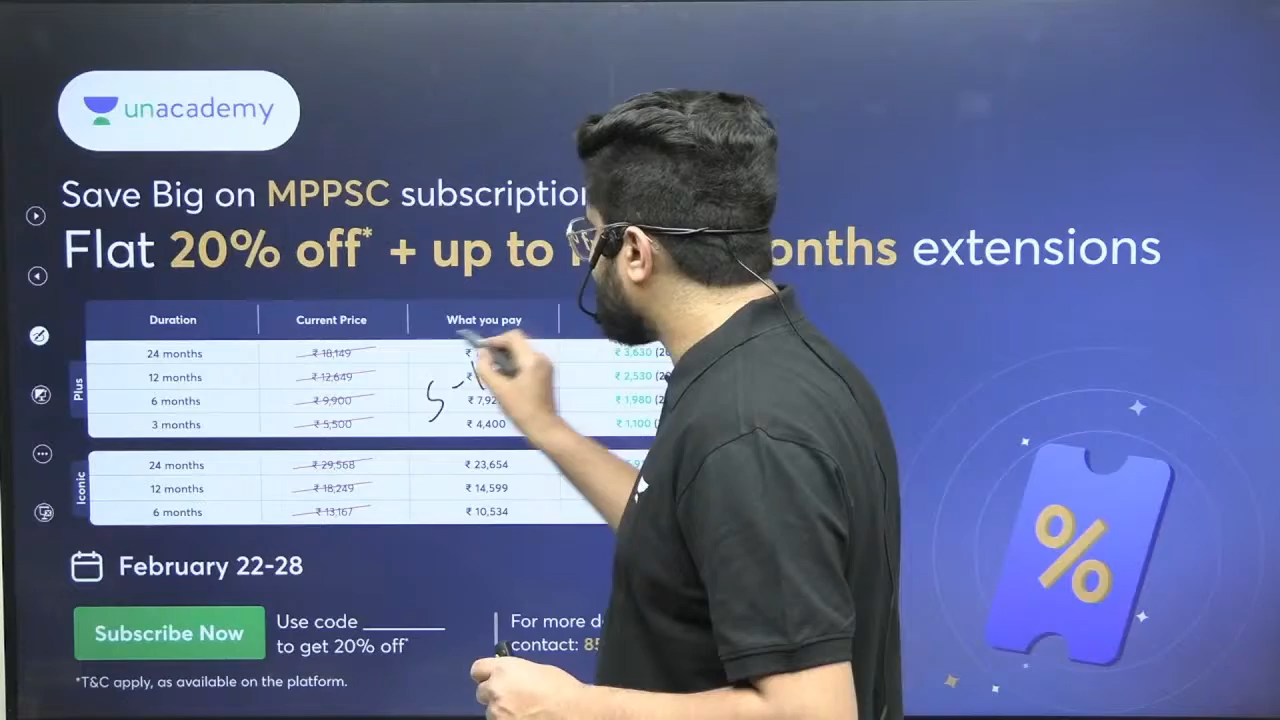 unacademy
Save Big on MPPSC
Flat 20% off* + up to
onths extensions
Duration Current Price What you pay
Plus
24 months ₹ 18,149 ₹ ₹ 3,630
12 months ₹ 12,649 ₹ ₹ 2,530
6 months ₹ 9,900 ₹ 1,980
3 months ₹ 5,500 ₹ 4,400 ₹ 1,100
Iconic
24 months ₹ 29,568 ₹ 23,654
12 months ₹ 18,249 ₹ 14,599
6 months ₹ 13,167 ₹ 10,534
February 22-28
Subscribe Now
Use code
to get 20% off*
For more
contact:
*T&C apply, as available on the platform.
%